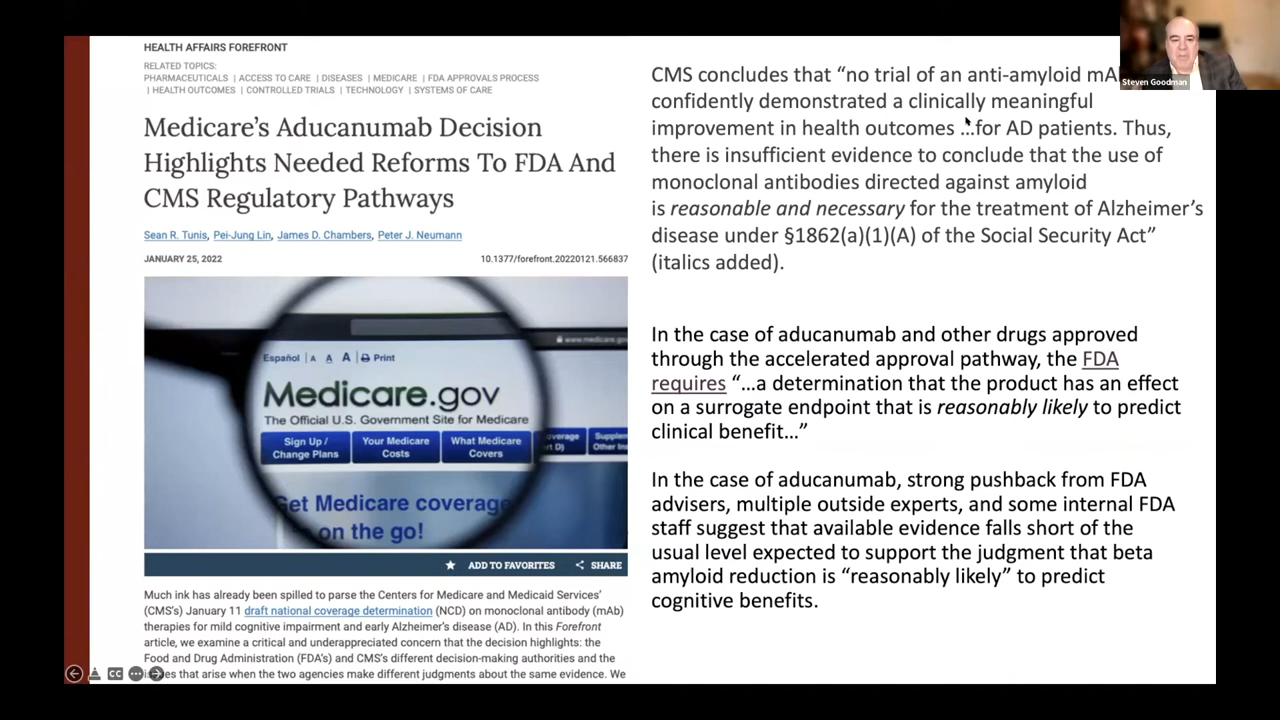 HEALTH AFFAIRS FOREFRONT
RELATED TOPICS:
PHARMACEUTICALS | ACCESS TO CARE | DISEASES | MEDICARE | FDA APPROVALS PROCESS
| HEALTH OUTCOMES | CONTROLLED TRIALS | TECHNOLOGY | SYSTEMS OF CARE
Medicare’s Aducanumab Decision
Highlights Needed Reforms To FDA And
CMS Regulatory Pathways
Sean R. Tunis, Pei-Jung Lin, James D. Chambers, Peter J. Neumann
JANUARY 25, 2022
10.1377/forefront.20220121.566837
Español | A A A Print
Medicare.gov
The Official U.S. Government Site for Medicare
Sign Up /
Change Plans
Your Medicare
Costs
What Medicare
Covers
Get Medicare coverage
on the go!
ADD TO FAVORITES
SHARE
Much ink has already been spilled to parse the Centers for Medicare and Medicaid Services’
(CMS’s) January 11 draft national coverage determination (NCD) on monoclonal antibody (mAb)
therapies for mild cognitive impairment and early Alzheimer’s disease (AD). In this Forefront
article, we examine a critical and underappreciated concern that the decision highlights: the
Food and Drug Administration (FDA’s) and CMS’s different decision-making authorities and the
that arise when the two agencies make different judgments about the same evidence. We
CC
Steven Goodman
CMS concludes that “no trial of an anti-amyloid
confidently demonstrated a clinically meaningful
improvement in health outcomes …for AD patients. Thus,
there is insufficient evidence to conclude that the use of
monoclonal antibodies directed against amyloid
is reasonable and necessary for the treatment of Alzheimer’s
disease under §1862(a)(1)(A) of the Social Security Act”
(italics added).
In the case of aducanumab and other drugs approved
through the accelerated approval pathway, the FDA
requires “…a determination that the product has an effect
on a surrogate endpoint that is reasonably likely to predict
clinical benefit…”
In the case of aducanumab, strong pushback from FDA
advisers, multiple outside experts, and some internal FDA
staff suggest that available evidence falls short of the
usual level expected to support the judgment that beta
amyloid reduction is “reasonably likely” to predict
cognitive benefits.